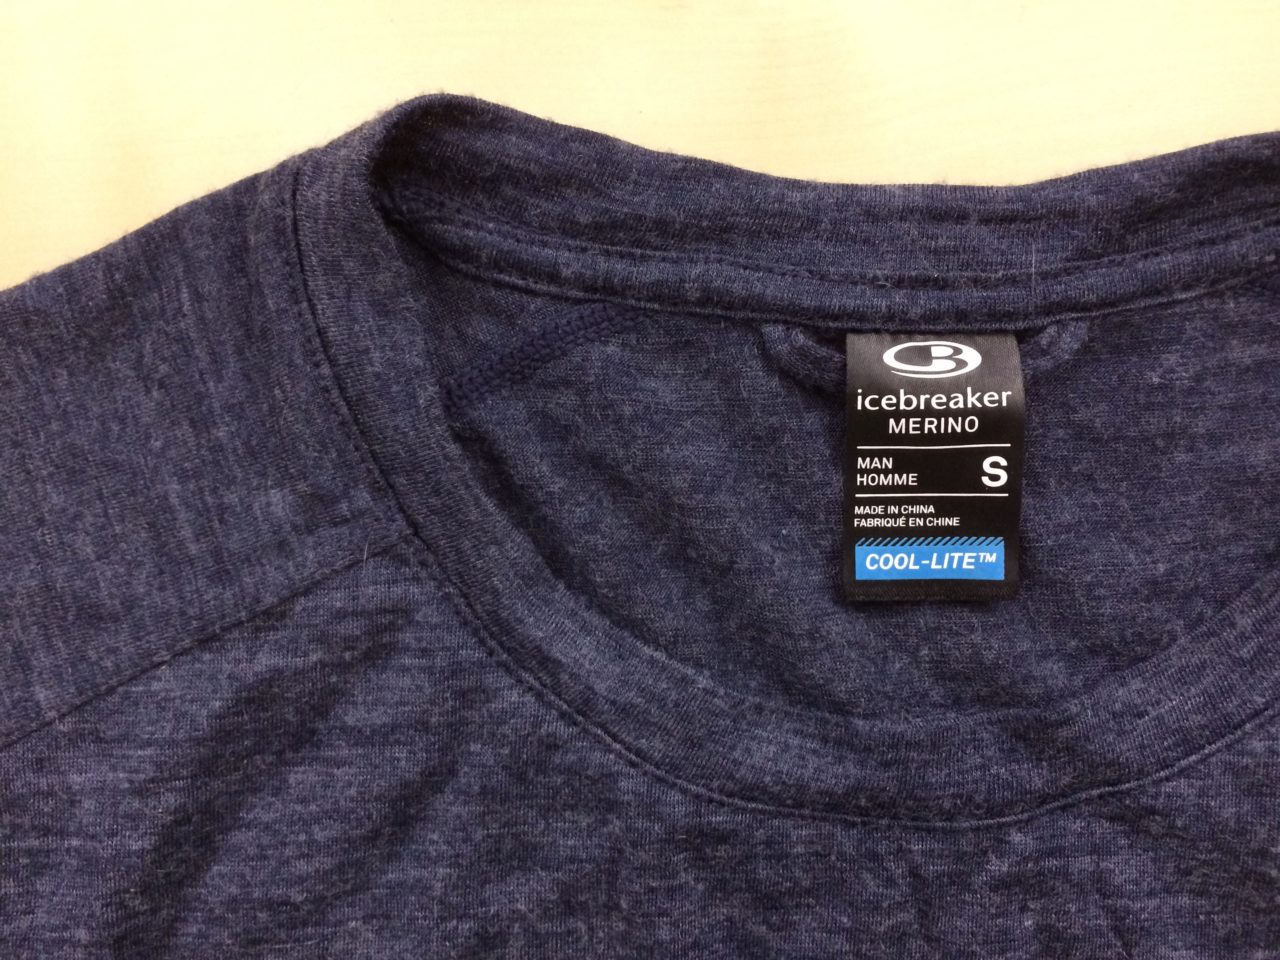 icebreaker
MERINO
MAN
HOMME
S
MADE IN CHINA
FABRIQUÉ EN CHINE
COOL-LITE™